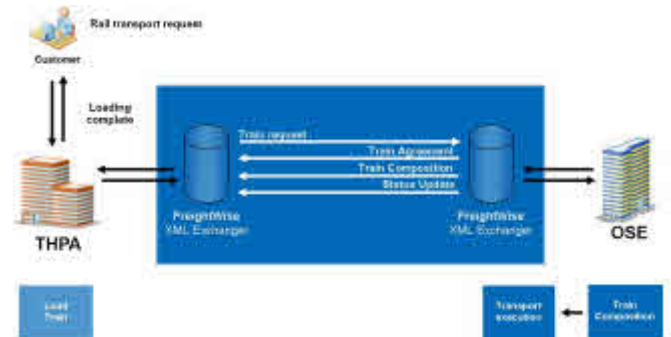 Rail transport request
Customer
Loading
complete
Train request
Train Agreement
Train Composition
Status Update
FreightWise
XML Exchanger
FreightWise
XML Exchanger
THPA
OSE
Load
Train
Transport
execution
Train
Composition